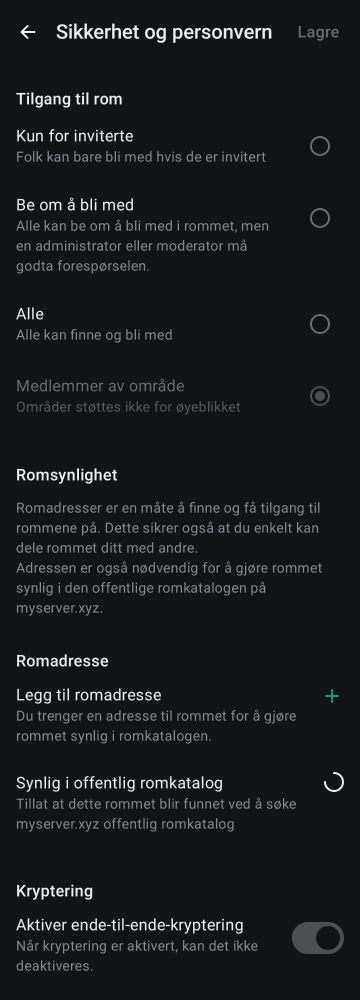 Sikkerhet og personvern
Lagre
Tilgang til rom
Kun for inviterte
Folk kan bare bli med hvis de er invitert
Be om å bli med
Alle kan be om å bli med i rommet, men
en administrator eller moderator må
godta forespørselen.
Alle
Alle kan finne og bli med
Medlemmer av område
Områder støttes ikke for øyeblikket
Romsynlighet
Romadresser er en måte å finne og få tilgang til
rommene på. Dette sikrer også at du enkelt kan
dele rommet ditt med andre.
Adressen er også nødvendig for å gjøre rommet
synlig i den offentlige romkatalogen på
myserver.xyz.
Romadresse
Legg til romadresse
Du trenger en adresse til rommet for å gjøre
rommet synlig i romkatalogen.
Synlig i offentlig romkatalog
Tillat at dette rommet blir funnet ved å søke
myserver.xyz offentlig romkatalog
Kryptering
Aktiver ende-til-ende-kryptering
Når kryptering er aktivert, kan det ikke
deaktiveres.